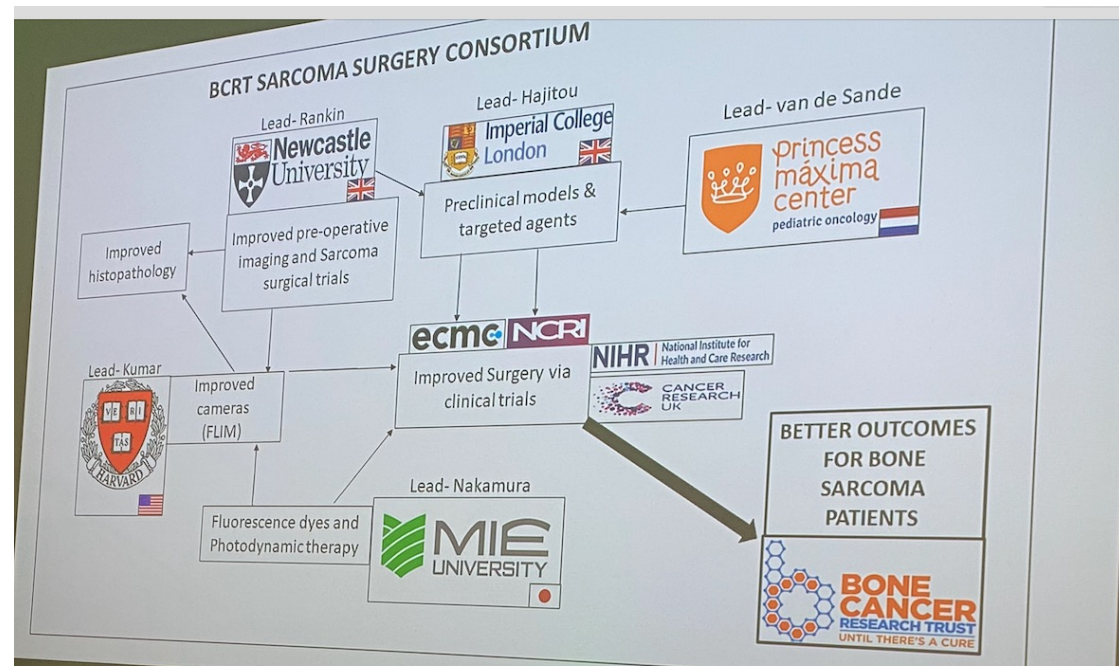 BCRT SARCOMA SURGERY CONSORTIUM
Lead- Rankin
Newcastle
University
Lead- Hajitou
Imperial College
London
Lead- van de Sande
princess
máxima
center
pediatric oncology
Preclinical models &
targeted agents
Improved
histopathology
Improved pre-operative
imaging and Sarcoma
surgical trials
ecmc
NCRI
NIHR
National Institute for
Health and Care Research
CANCER
RESEARCH
UK
Improved Surgery via
clinical trials
Lead- Kumar
VE RI
TAS
HARVARD
Improved
cameras
(FLIM)
Fluorescence dyes and
Photodynamic therapy
Lead- Nakamura
MIE
UNIVERSITY
BETTER OUTCOMES
FOR BONE
SARCOMA
PATIENTS
BONE
CANCER
RESEARCH TRUST
UNTIL THERE'S A CURE